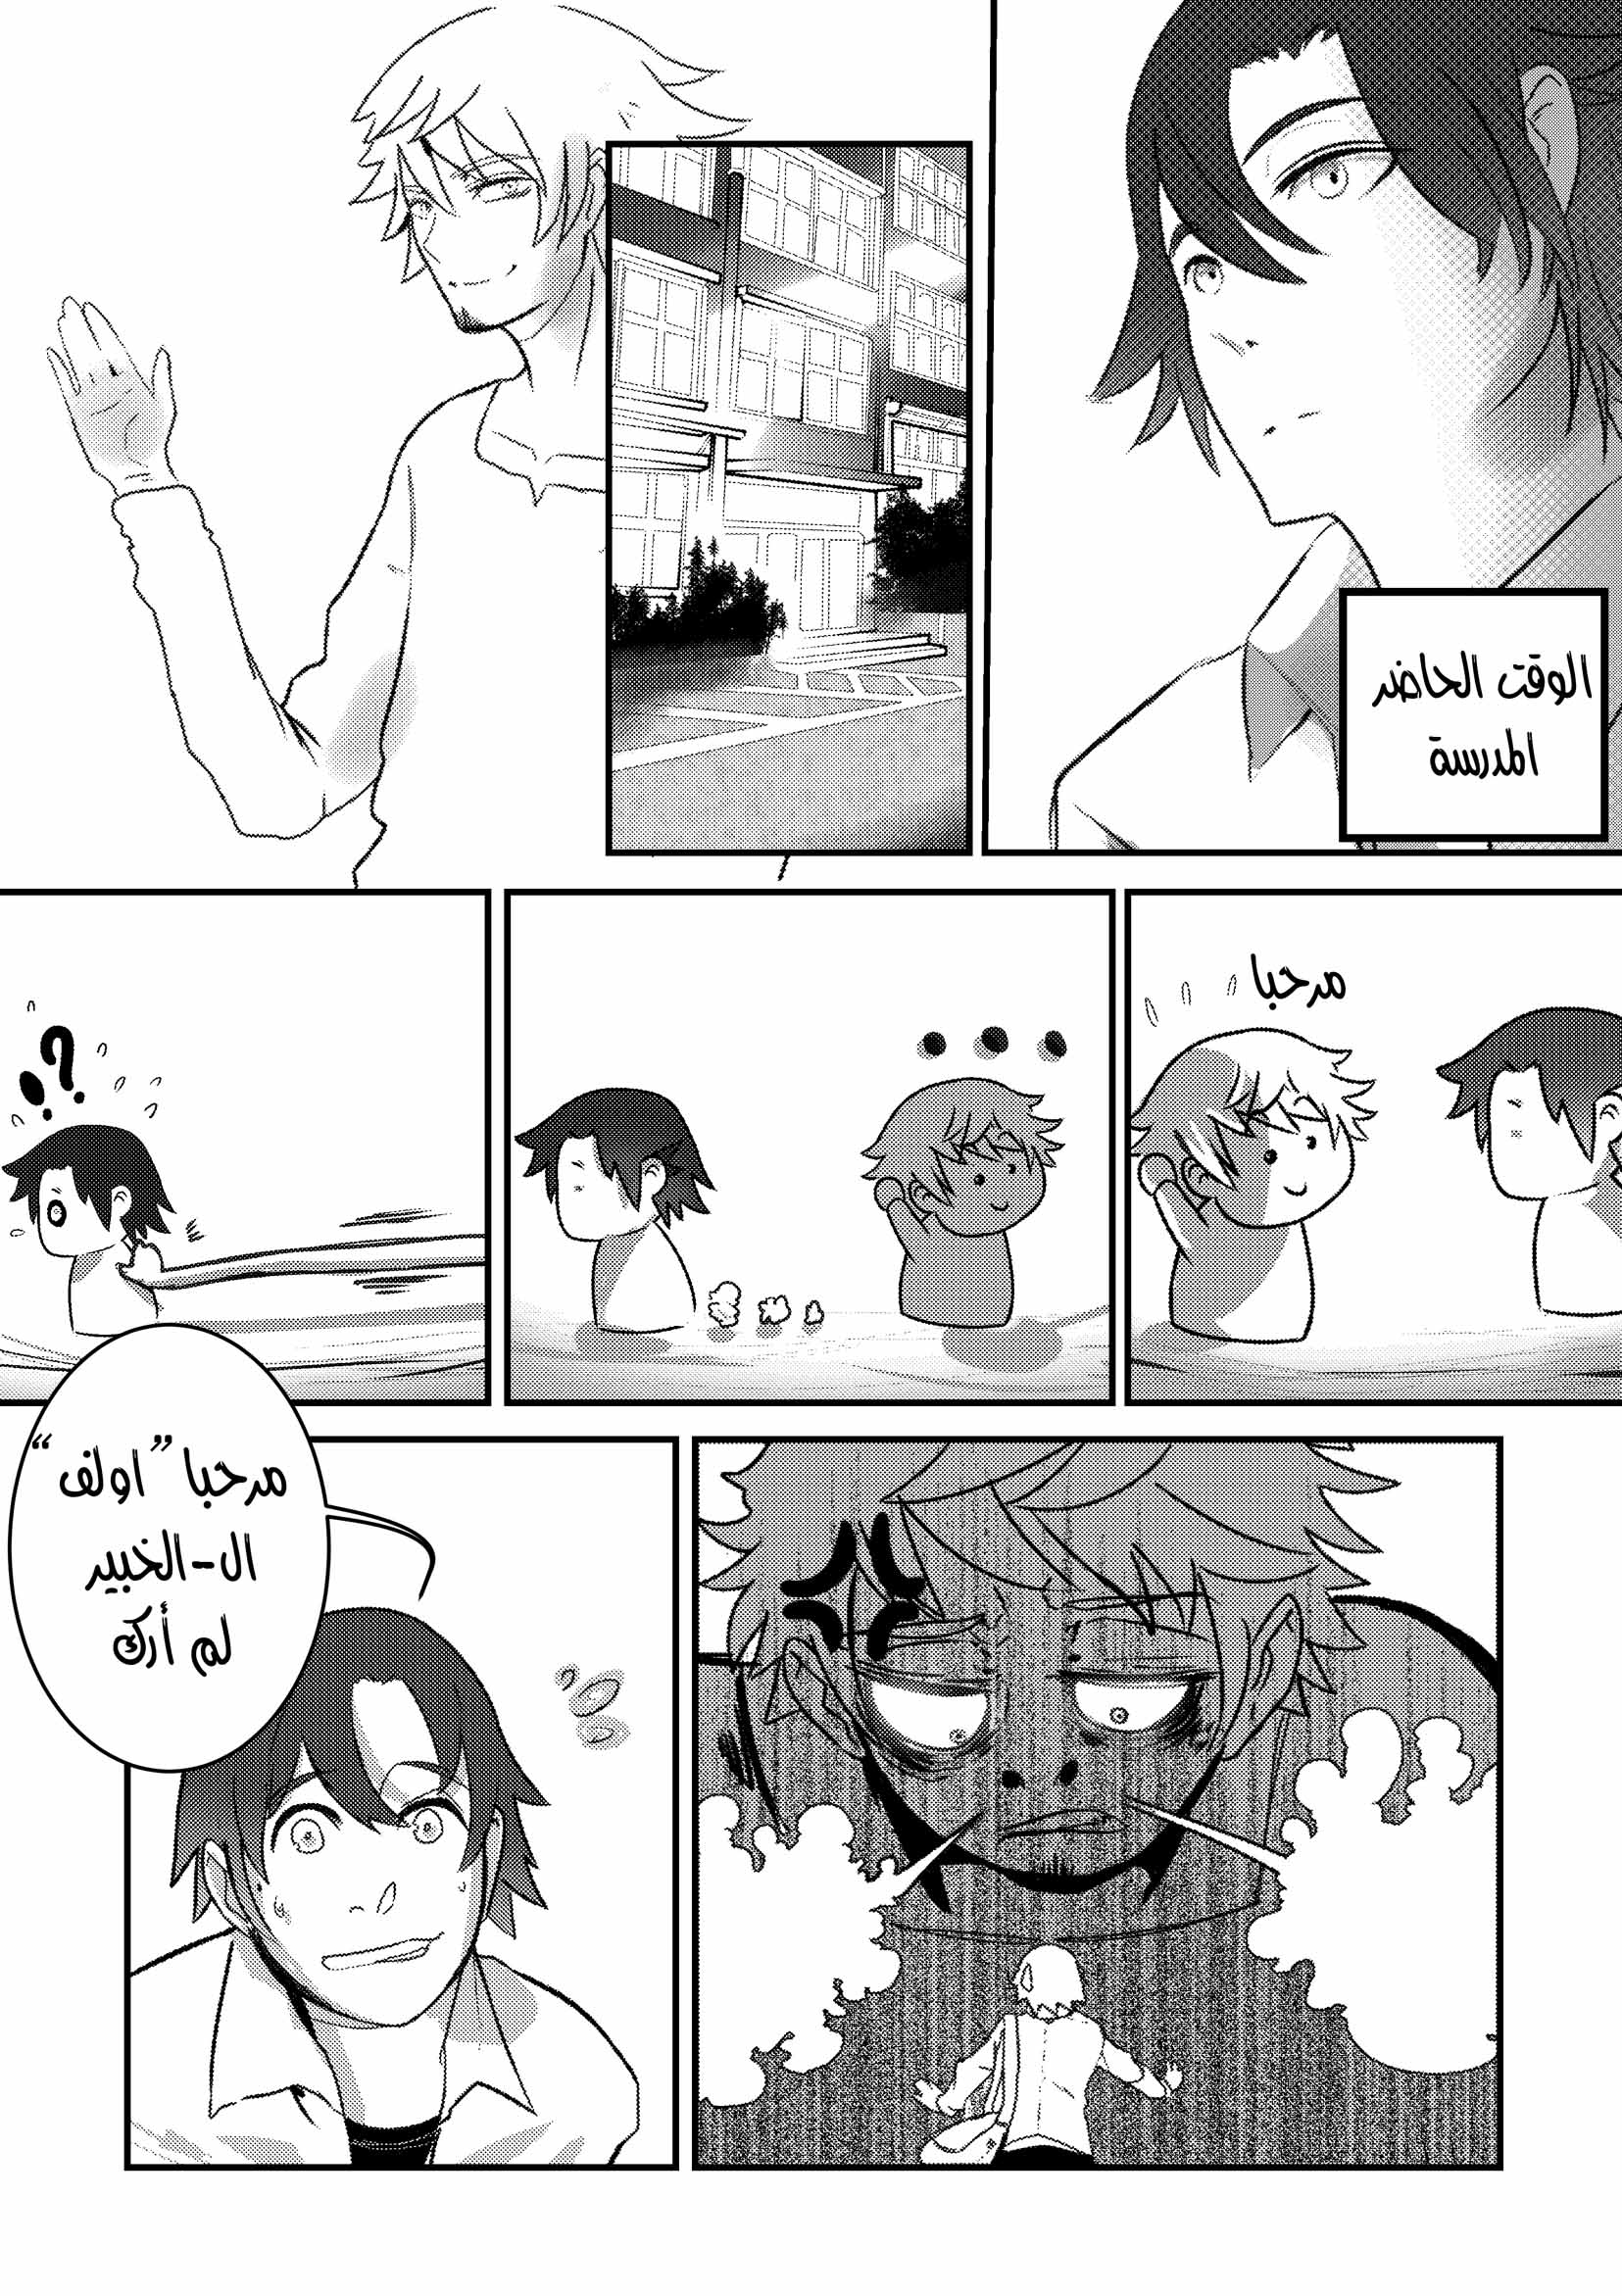 الوقت الحاضر
المدرسة
مرحبا
!؟
مرحبا "اولف"
ال-الخبير
لم أرك